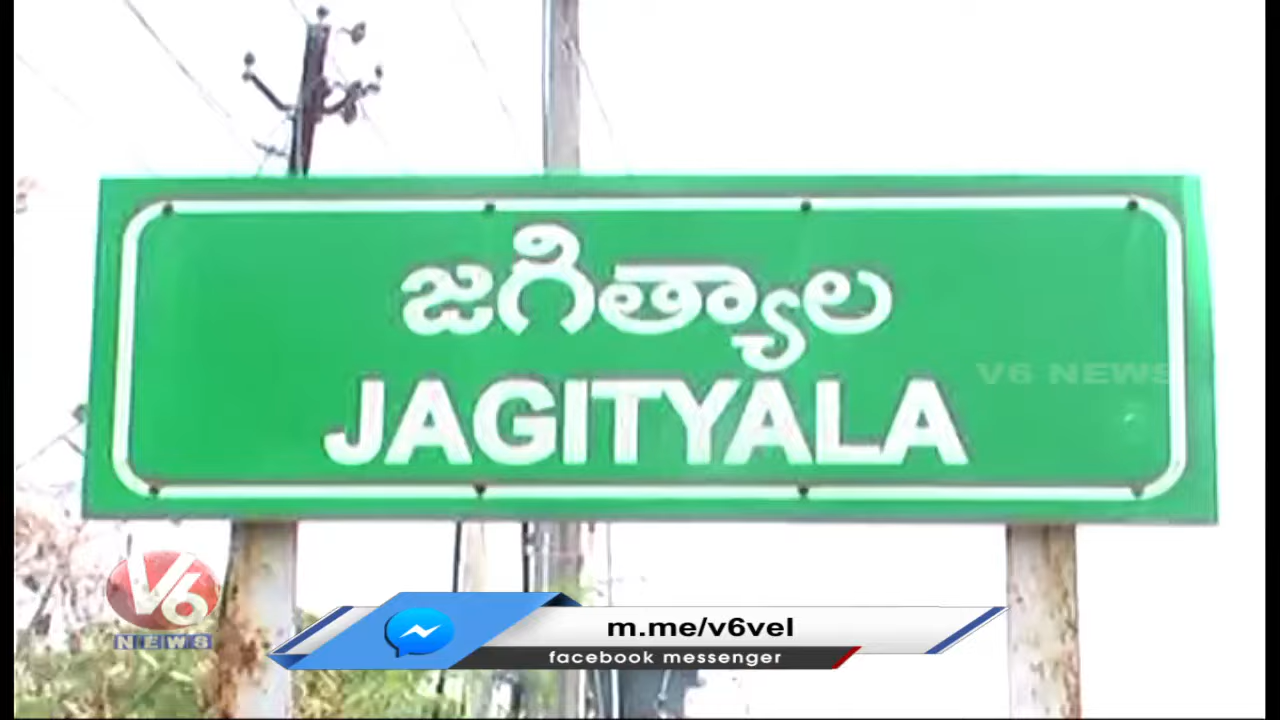 జగిత్యాల
JAGITYALA
V6 NEWS
V6
NEWS
m.me/v6vel
facebook messenger